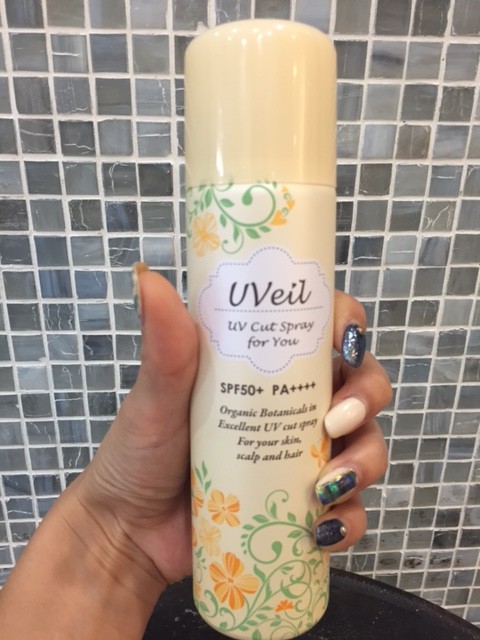 UVeil
UV Cut Spray
for You
SPF50+ PA++++
Organic Botanicals in
Excellent UV cut spray
For your skin,
scalp and hair